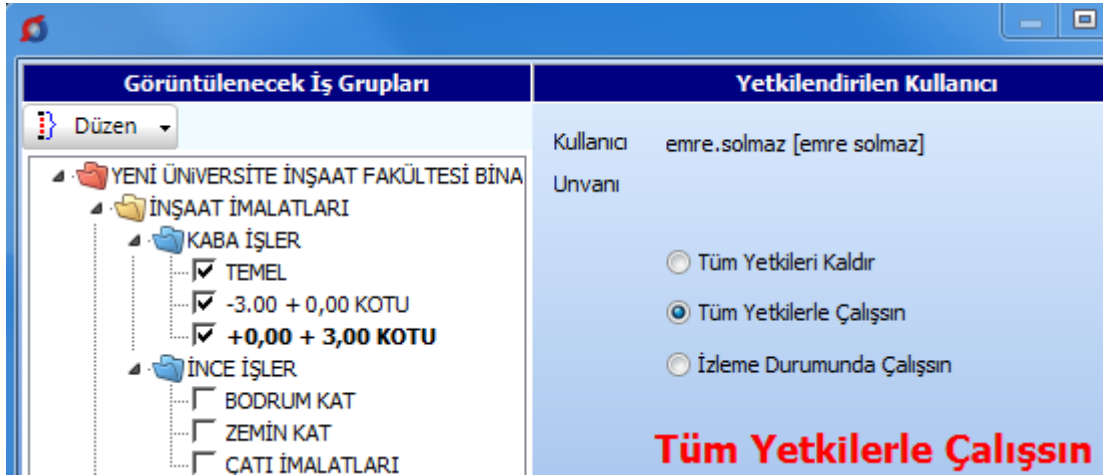 Görüntülenecek İş Grupları
Düzen
YENİ ÜNiVERSİTE İNŞAAT FAKÜLTESİ BİNA
İNŞAAT İMALATLARI
KABA İŞLER
TEMEL
-3.00 + 0,00 KOTU
+0,00 + 3,00 KOTU
İNCE İŞLER
BODRUM KAT
ZEMİN KAT
ÇATI İMALATLARI
Yetkilendirilen Kullanıcı
Kullanıcı emre.solmaz [emre solmaz]
Unvanı
Tüm Yetkileri Kaldır
Tüm Yetkilerle Çalışsın
İzleme Durumunda Çalışsın
Tüm Yetkilerle Çalışsın